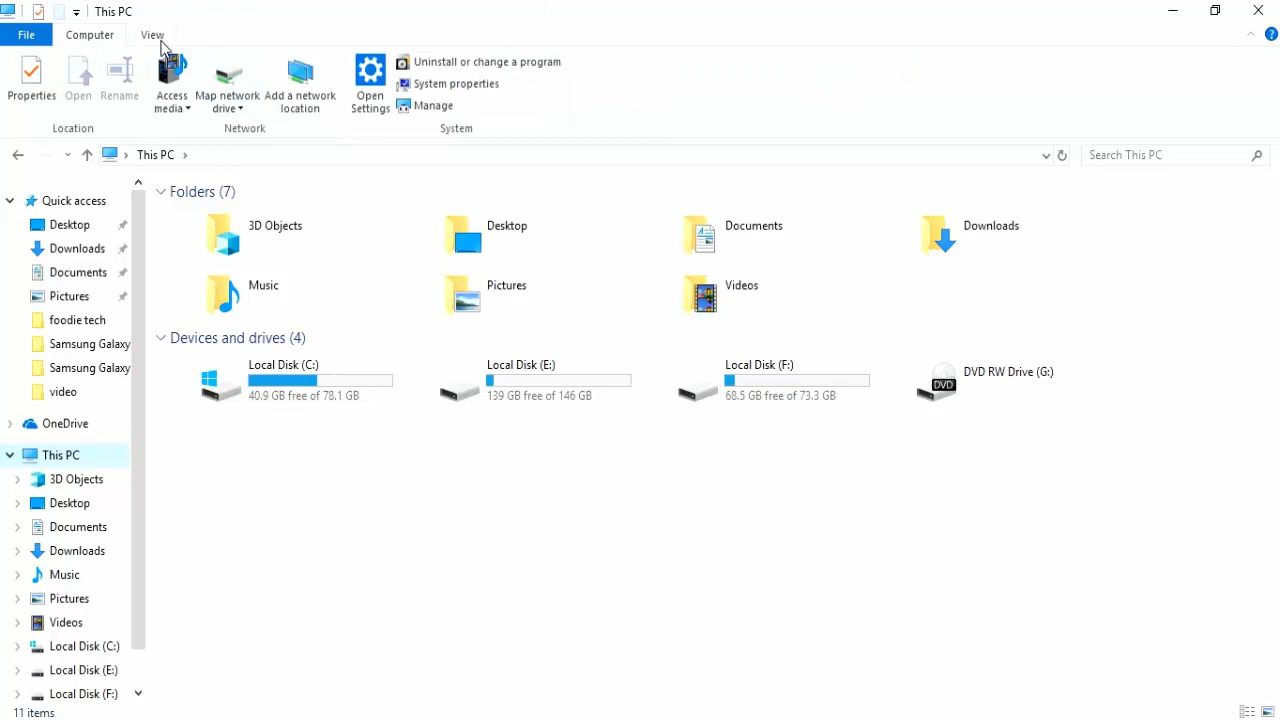 This PC
File
Computer
View
Properties
Open
Rename
Access media
Map network drive
Add a network location
Open Settings
Uninstall or change a program
System properties
Manage
Location
Network
System
This PC
Search This PC
Quick access
Desktop
Downloads
Documents
Pictures
foodie tech
Samsung Galaxy
Samsung Galaxy
video
OneDrive
This PC
3D Objects
Desktop
Documents
Downloads
Music
Pictures
Videos
Local Disk (C:)
Local Disk (E:)
Local Disk (F:)
Folders (7)
3D Objects
Desktop
Documents
Downloads
Music
Pictures
Videos
Devices and drives (4)
Local Disk (C:)
40.9 GB free of 78.1 GB
Local Disk (E:)
139 GB free of 146 GB
Local Disk (F:)
68.5 GB free of 73.3 GB
DVD RW Drive (G:)
DVD
11 items